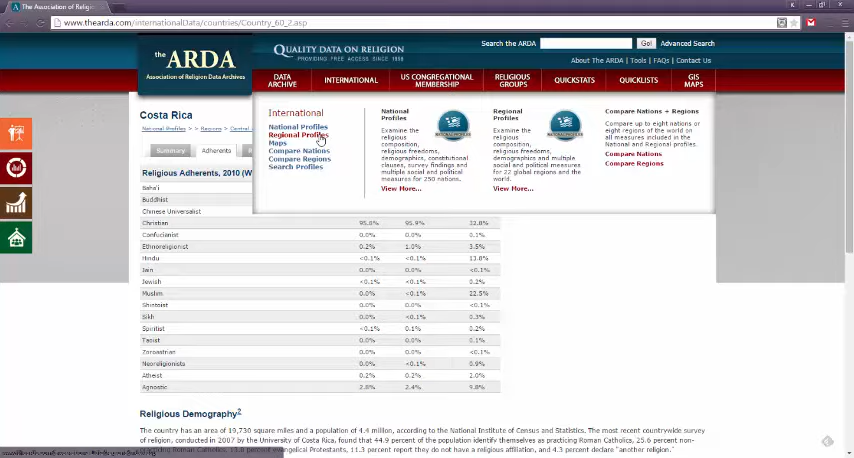 The Association of Religio
www.thearda.com/internationalData/countries/Country_60_2.asp
the ARDA
Association of Religion Data Archives
QUALITY DATA ON RELIGION
PROVIDING FREE ACCESS SINCE 1998
Search the ARDA
Go!
Advanced Search
About The ARDA | Tools | FAQs | Contact Us
DATA ARCHIVE
INTERNATIONAL
US CONGREGATIONAL MEMBERSHIP
RELIGIOUS GROUPS
QUICKSTATS
QUICKLISTS
GIS MAPS
International
National Profiles
Regional Profiles
Maps
Compare Nations
Compare Regions
Search Profiles
National Profiles
Examine the
religious
composition,
religious freedoms,
demographics, constitutional
clauses, survey findings and
multiple social and political
measures for 250 nations.
View More...
Regional Profiles
Examine the
religious
composition,
religious freedoms,
demographics and multiple
social and political measures
for 22 global regions and the
world.
View More...
Compare Nations + Regions
Compare up to eight nations or
eight regions of the world on
all measures included in the
National and Regional profiles.
Compare Nations
Compare Regions
Costa Rica
National Profiles > > Regions > Central
Summary
Adherents
R
Religious Adherents, 2010 (W
Baha'i
Buddhist
Chinese Universalist
Christian 95.8% 95.9% 32.8%
Confucianist 0.0% 0.0% 0.1%
Ethnoreligionist 0.2% 1.0% 3.5%
Hindu <0.1% <0.1% 13.8%
Jain 0.0% 0.0% <0.1%
Jewish <0.1% <0.1% 0.2%
Muslim 0.0% <0.1% 22.5%
Shintoist 0.0% 0.0% <0.1%
Sikh 0.0% <0.1% 0.3%
Spiritist <0.1% 0.1% 0.2%
Taoist 0.0% 0.0% 0.1%
Zoroastrian 0.0% 0.0% <0.1%
Neoreligionists 0.0% <0.1% 0.9%
Atheist 0.2% 0.2% 2.0%
Agnostic 2.8% 2.4% 9.8%
Religious Demography2
The country has an area of 19,730 square miles and a population of 4.4 million, according to the National Institute of Census and Statistics. The most recent countrywide survey
of religion, conducted in 2007 by the University of Costa Rica, found that 44.9 percent of the population identify themselves as practicing Roman Catholics, 25.6 percent non-
practicing Roman Catholics, 13.8 percent evangelical Protestants, 11.3 percent report they do not have a religious affiliation, and 4.3 percent declare "another religion."